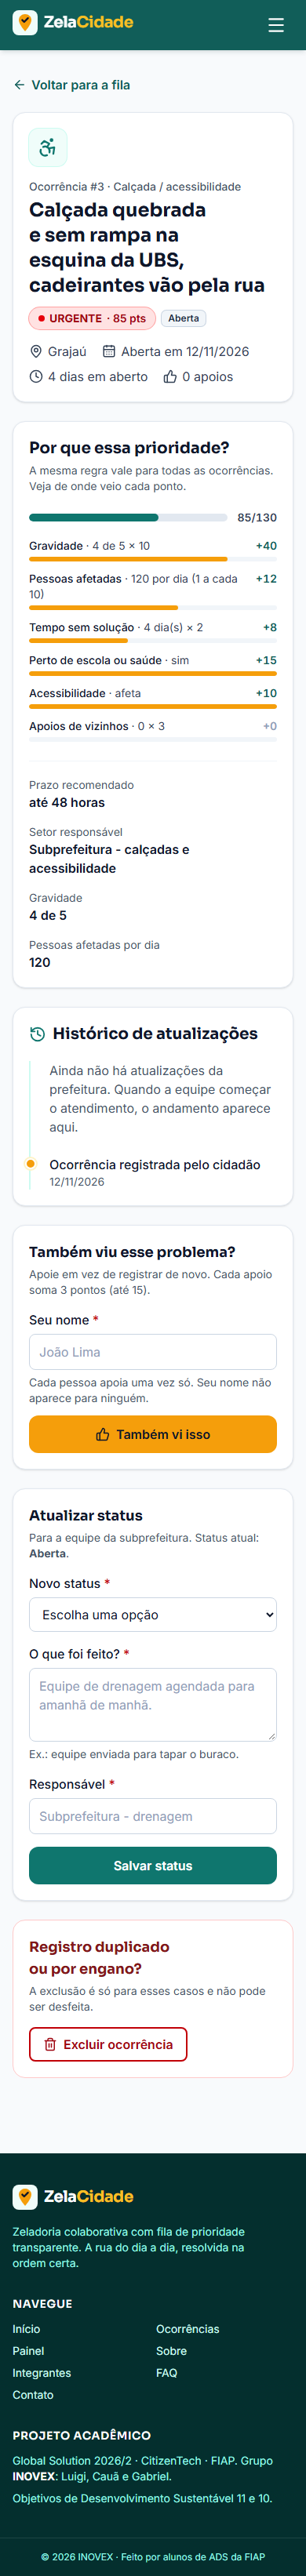 ZelaCidade
Voltar para a fila
Ocorrência #3 · Calçada / acessibilidade
Calçada quebrada
e sem rampa na
esquina da UBS,
cadeirantes vão pela rua
URGENTE · 85 pts Aberta
Grajaú Aberta em 12/11/2026
4 dias em aberto 0 apoios
Por que essa prioridade?
A mesma regra vale para todas as ocorrências.
Veja de onde veio cada ponto.
85/130
Gravidade · 4 de 5 × 10 +40
Pessoas afetadas · 120 por dia (1 a cada +12
10)
Tempo sem solução · 4 dia(s) × 2 +8
Perto de escola ou saúde · sim +15
Acessibilidade · afeta +10
Apoios de vizinhos · 0 × 3 +0
Prazo recomendado
até 48 horas
Setor responsável
Subprefeitura - calçadas e
acessibilidade
Gravidade
4 de 5
Pessoas afetadas por dia
120
Histórico de atualizações
Ainda não há atualizações da
prefeitura. Quando a equipe começar
o atendimento, o andamento aparece
aqui.
Ocorrência registrada pelo cidadão
12/11/2026
Também viu esse problema?
Apoie em vez de registrar de novo. Cada apoio
soma 3 pontos (até 15).
Seu nome *
João Lima
Cada pessoa apoia uma vez só. Seu nome não
aparece para ninguém.
Também vi isso
Atualizar status
Para a equipe da subprefeitura. Status atual:
Aberta.
Novo status *
Escolha uma opção
O que foi feito? *
Equipe de drenagem agendada para
amanhã de manhã.
Ex.: equipe enviada para tapar o buraco.
Responsável *
Subprefeitura - drenagem
Salvar status
Registro duplicado
ou por engano?
A exclusão é só para esses casos e não pode
ser desfeita.
Excluir ocorrência
ZelaCidade
Zeladoria colaborativa com fila de prioridade
transparente. A rua do dia a dia, resolvida na
ordem certa.
NAVEGUE
Início Ocorrências
Painel Sobre
Integrantes FAQ
Contato
PROJETO ACADÊMICO
Global Solution 2026/2 · CitizenTech · FIAP. Grupo
INOVEX: Luigi, Cauã e Gabriel.
Objetivos de Desenvolvimento Sustentável 11 e 10.
© 2026 INOVEX · Feito por alunos de ADS da FIAP